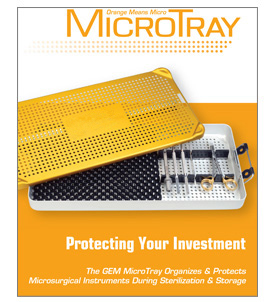 Orange Means Micro
MICROTRAY
Protecting Your Investment
The GEM MicroTray Organizes & Protects
Microsurgical Instruments During Sterilization & Storage